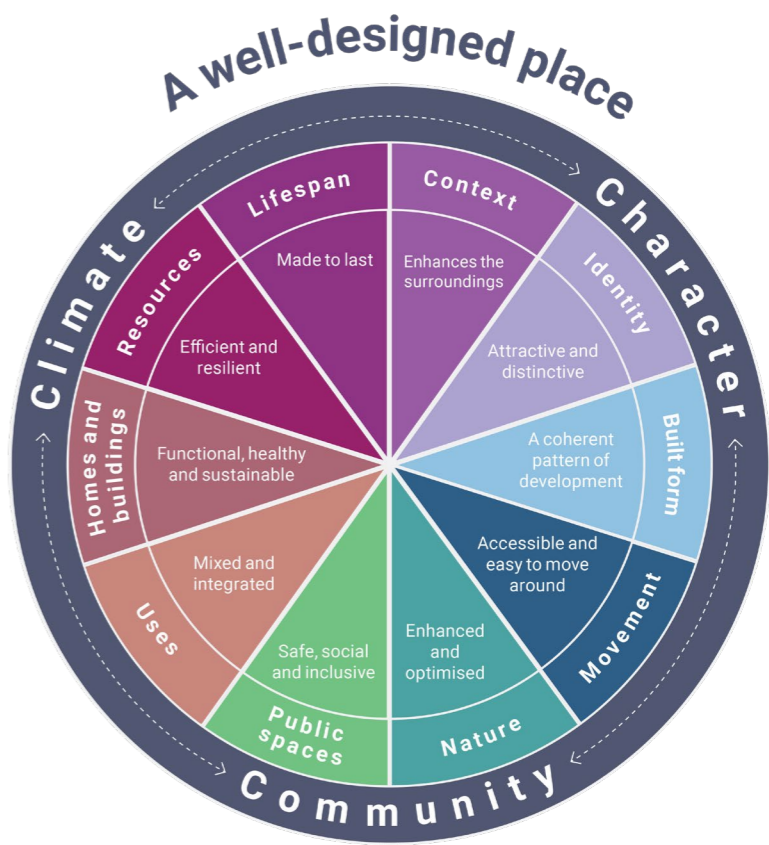 A well-designed place
Climate
Character
Community
Context
Enhances the
surroundings
Identity
Attractive and
distinctive
Built form
A coherent
pattern of
development
Movement
Accessible and
easy to move
around
Nature
Enhanced
and
optimised
Public
spaces
Safe, social
and inclusive
Uses
Mixed and
integrated
Homes and
buildings
Functional, healthy
and sustainable
Resources
Efficient and
resilient
Lifespan
Made to last